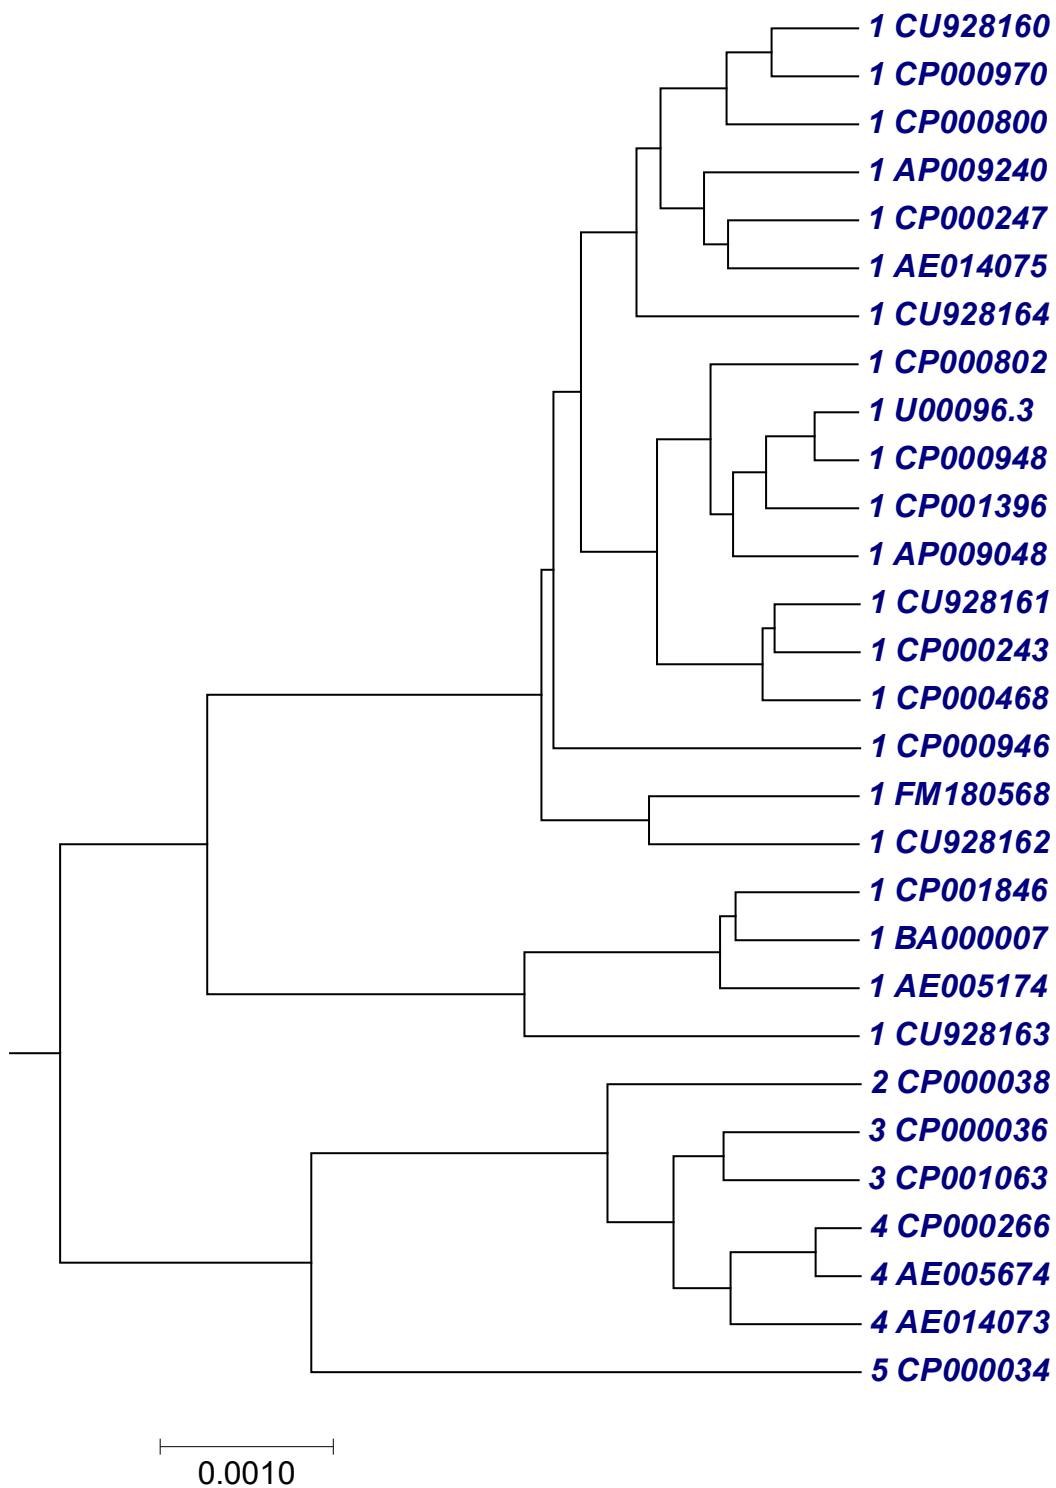 1 CU928160
1 CP000970
1 CP000800
1 AP009240
1 CP000247
1 AE014075
1 CU928164
1 CP000802
1 U00096.3
1 CP000948
1 CP001396
1 AP009048
1 CU928161
1 CP000243
1 CP000468
1 CP000946
1 FM180568
1 CU928162
1 CP001846
1 BA000007
1 AE005174
1 CU928163
2 CP000038
3 CP000036
3 CP001063
4 CP000266
4 AE005674
4 AE014073
5 CP000034
0.0010